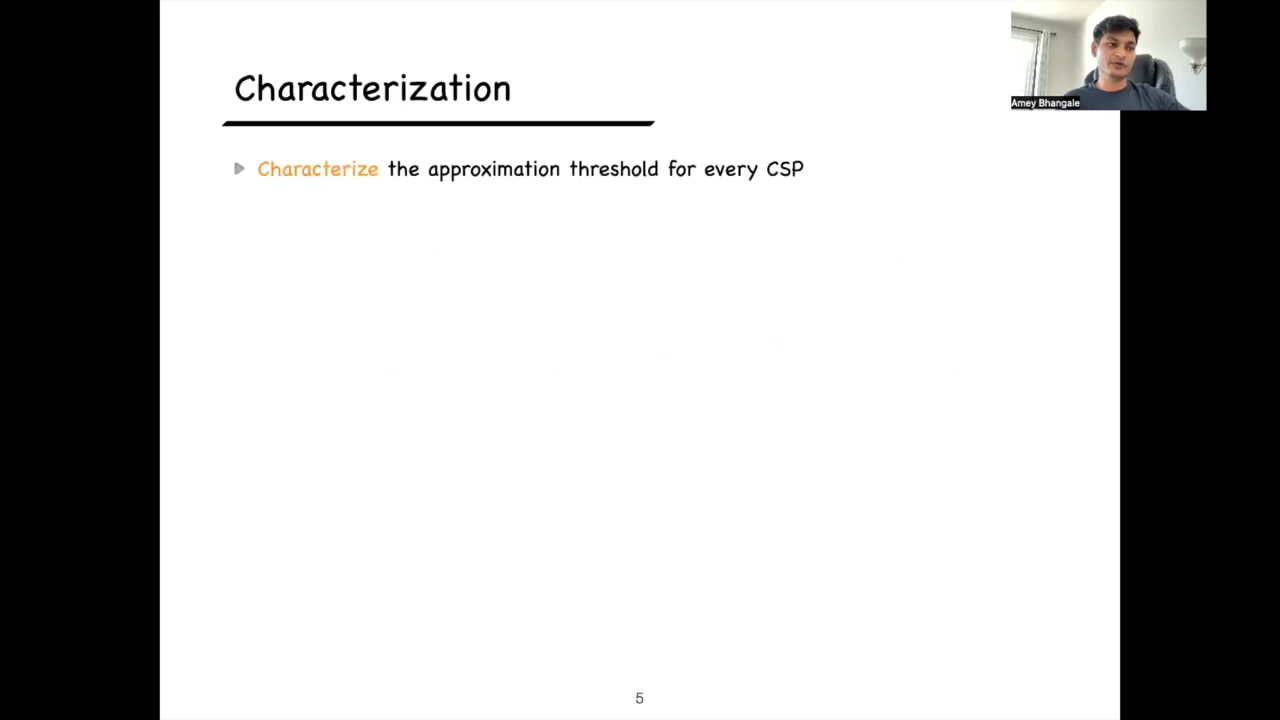 Characterization
Amey Bhangale
Characterize the approximation threshold for every CSP
5